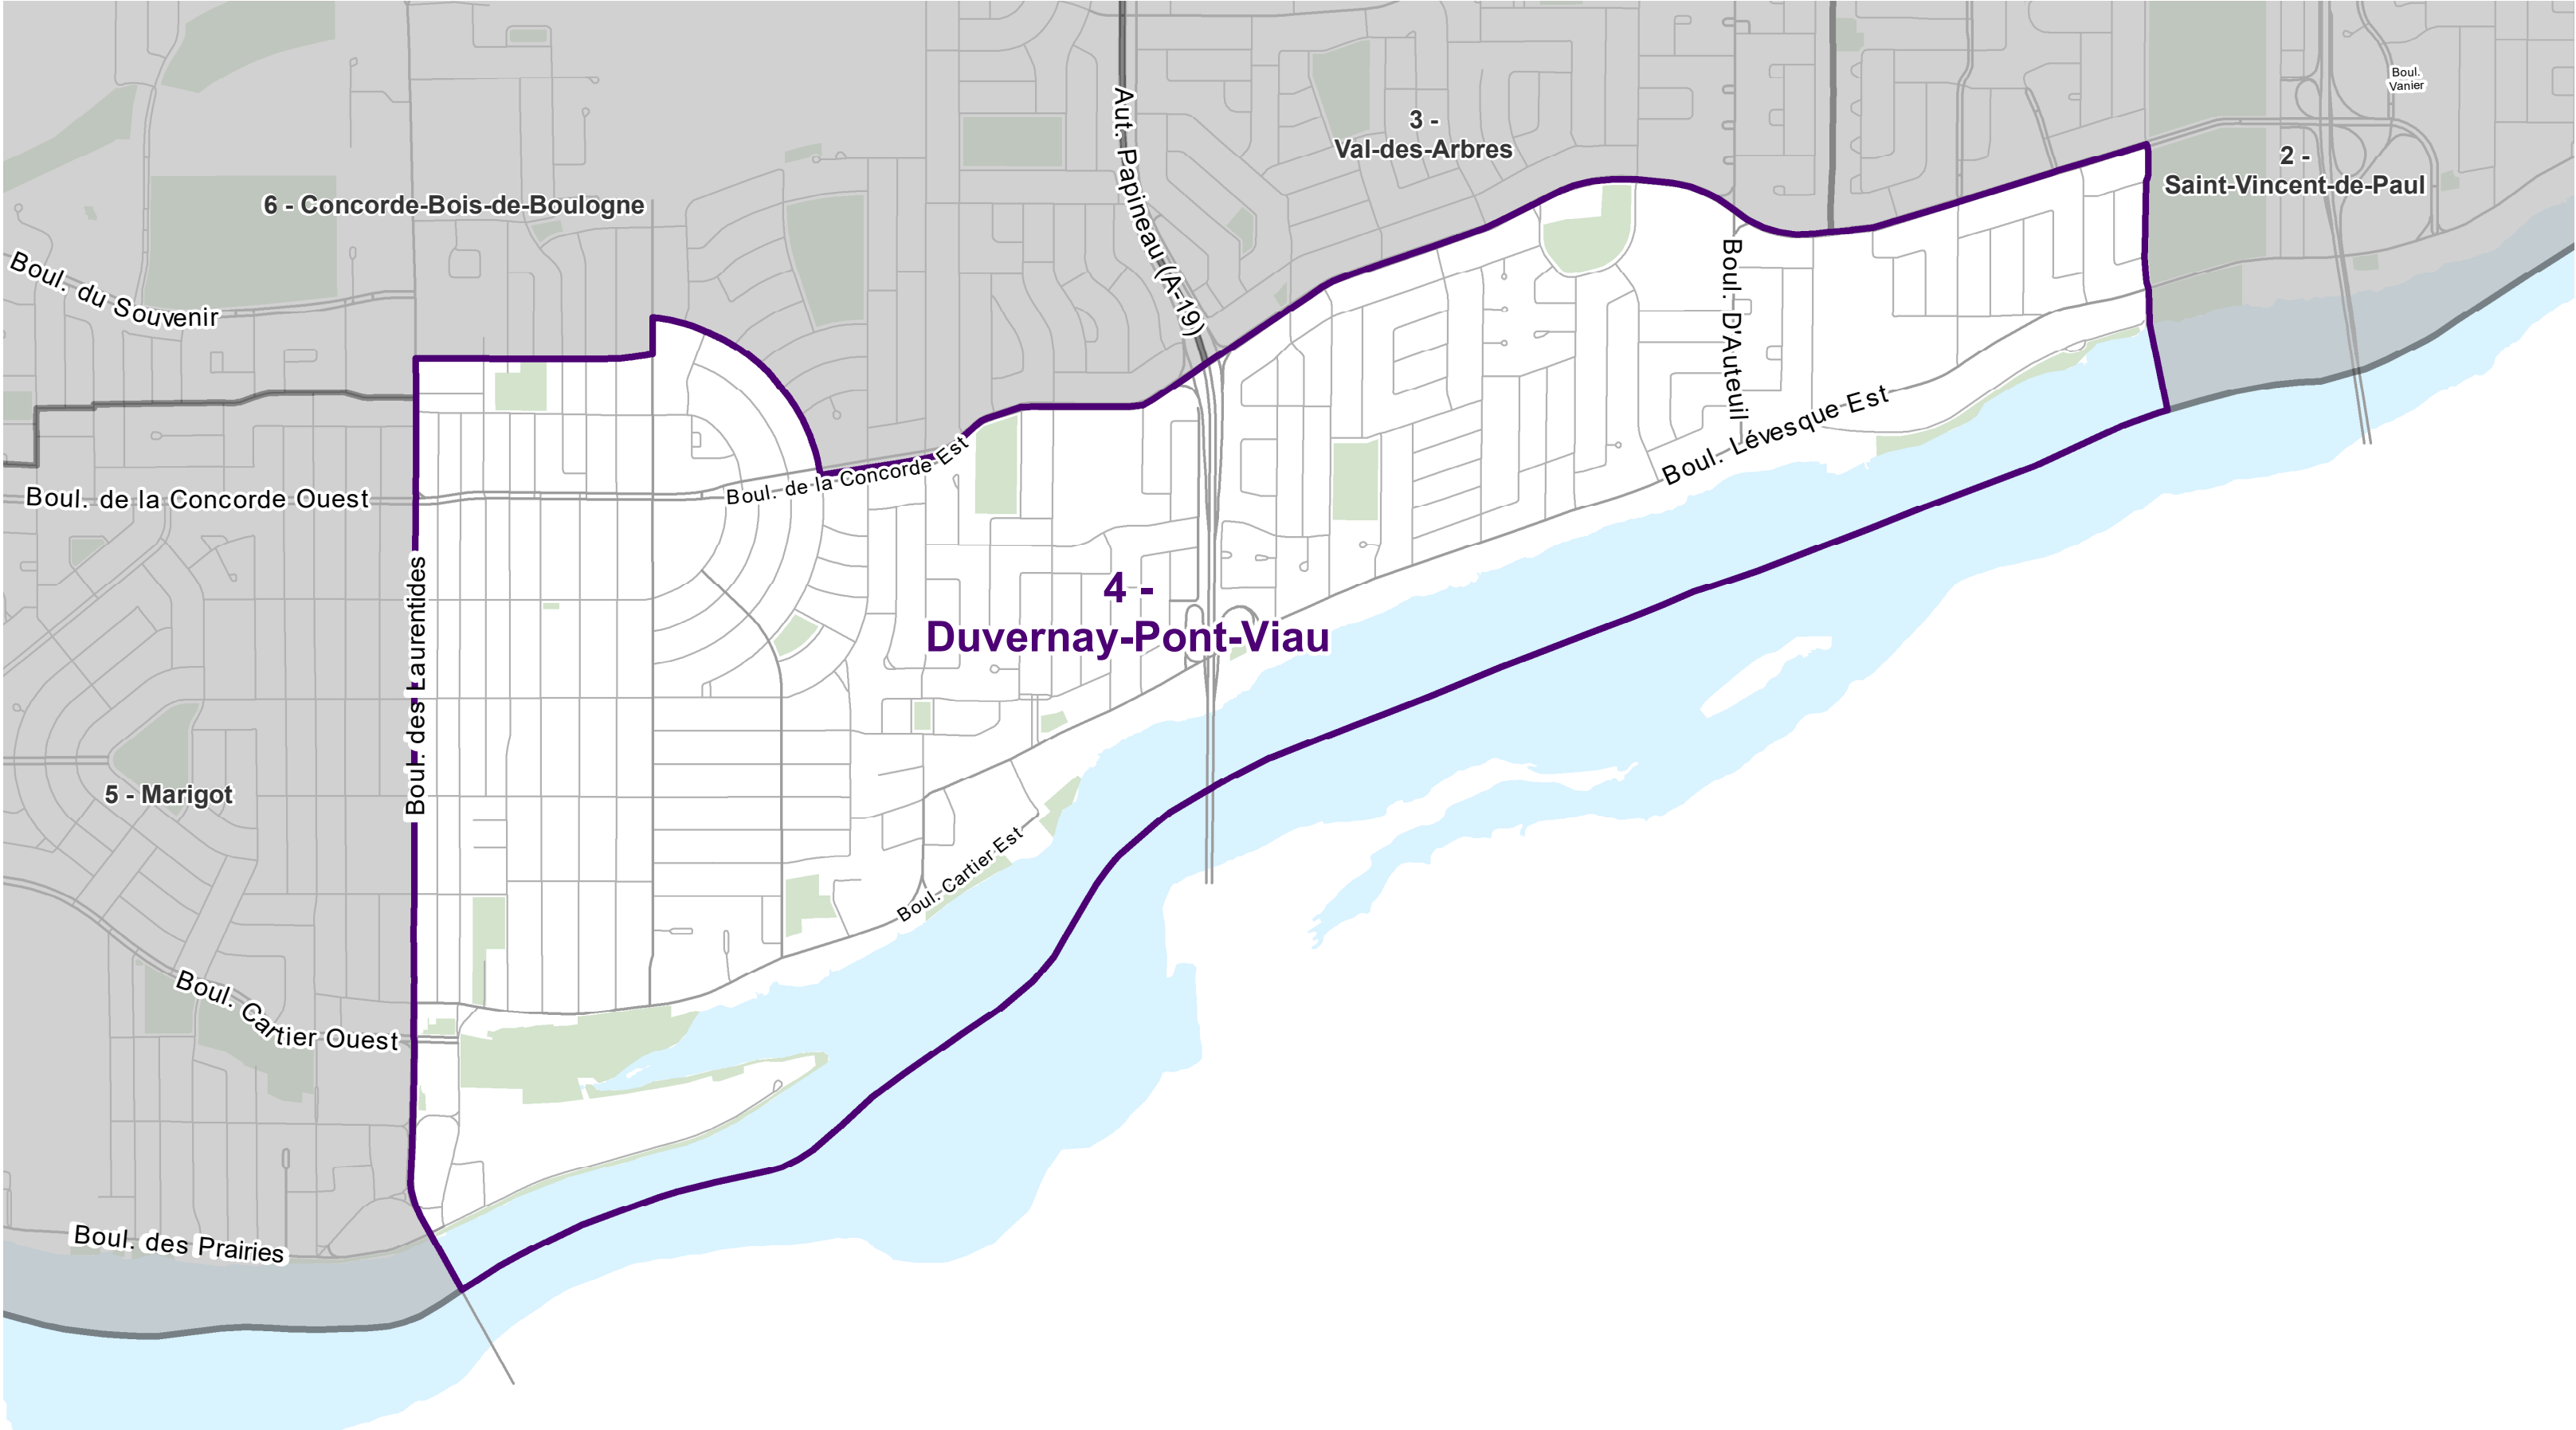 Boul.
Vanier
Aut. Papineau (A-19)
3 -
Val-des-Arbres
2 -
Saint-Vincent-de-Paul
6 - Concorde-Bois-de-Boulogne
Boul. du Souvenir
Boul. D'Auteuil
Boul. Lévesque Est
Boul. de la Concorde Est
Boul. de la Concorde Ouest
Boul. des Laurentides
4 -
Duvernay-Pont-Viau
5 - Marigot
Boul. Cartier Est
Boul. Cartier Ouest
Boul. des Prairies